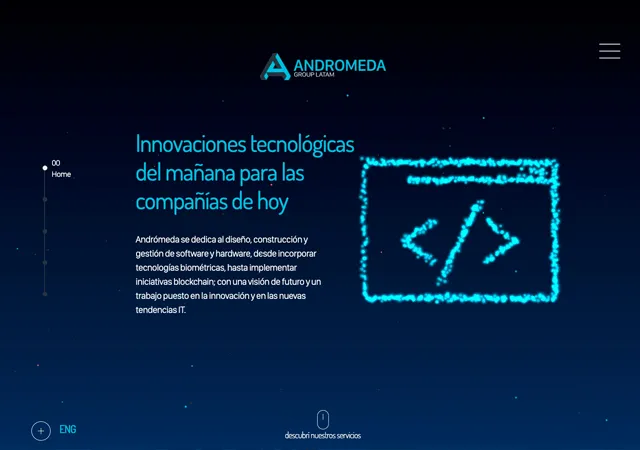 ANDROMEDA
GROUP LATAM
Innovaciones tecnológicas
del mañana para las
compañías de hoy
00
Home
Andrómeda se dedica al diseño, construcción y
gestión de software y hardware, desde incorporar
tecnologías biométricas, hasta implementar
iniciativas blockchain; con una visión de futuro y un
trabajo puesto en la innovación y en las nuevas
tendencias IT.
</>
ENG
descubrí nuestros servicios